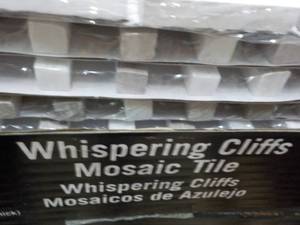 Whispering Cliffs
Mosaic Tile
Whispering Cliffs
Mosaicos de Azulejo